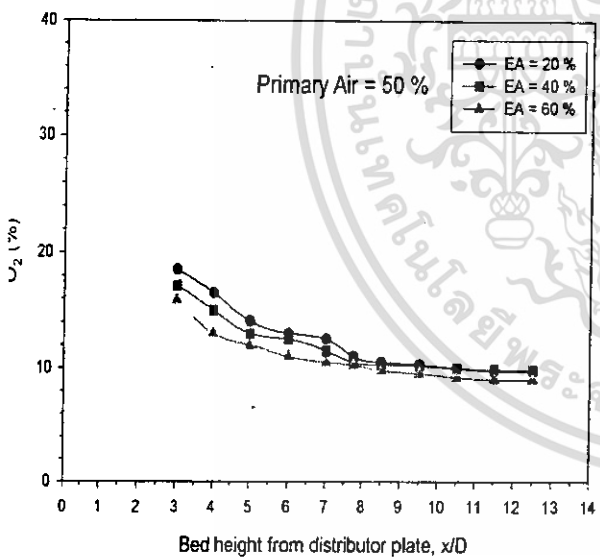 40
30
20
10
0
O₂ (%)
Primary Air = 50 %
EA = 20 %
EA = 40 %
EA = 60 %
0 1 2 3 4 5 6 7 8 9 10 11 12 13 14
Bed height from distributor plate, x/D